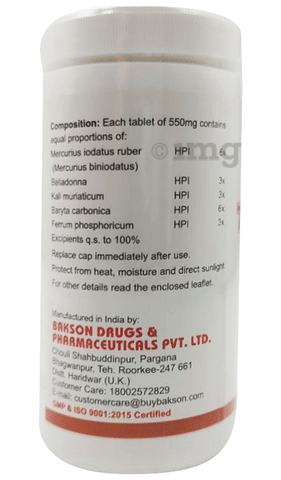 Composition: Each tablet of 550mg contains
equal proportions of:
Mercurius iodatus ruber HPI 6x
(Mercurius biniodatus)
Belladonna HPI 3x
Kali muriaticum HPI 3x
Baryta carbonica HPI 6x
Ferrum phosphoricum HPI 3x
Excipients q.s. to 100%
Replace cap immediately after use.
Protect from heat, moisture and direct sunlight
For other details read the enclosed leaflet.
Manufactured in India by:
BAKSON DRUGS &
PHARMACEUTICALS PVT. LTD.
Chouli Shahbuddinpur, Pargana
Bhagwanpur, Teh. Roorkee-247 661
Distt. Haridwar (U.K.)
Customer Care: 18002572829
E-mail: customercare@buybakson.com
GMP & ISO 9001:2015 Certified